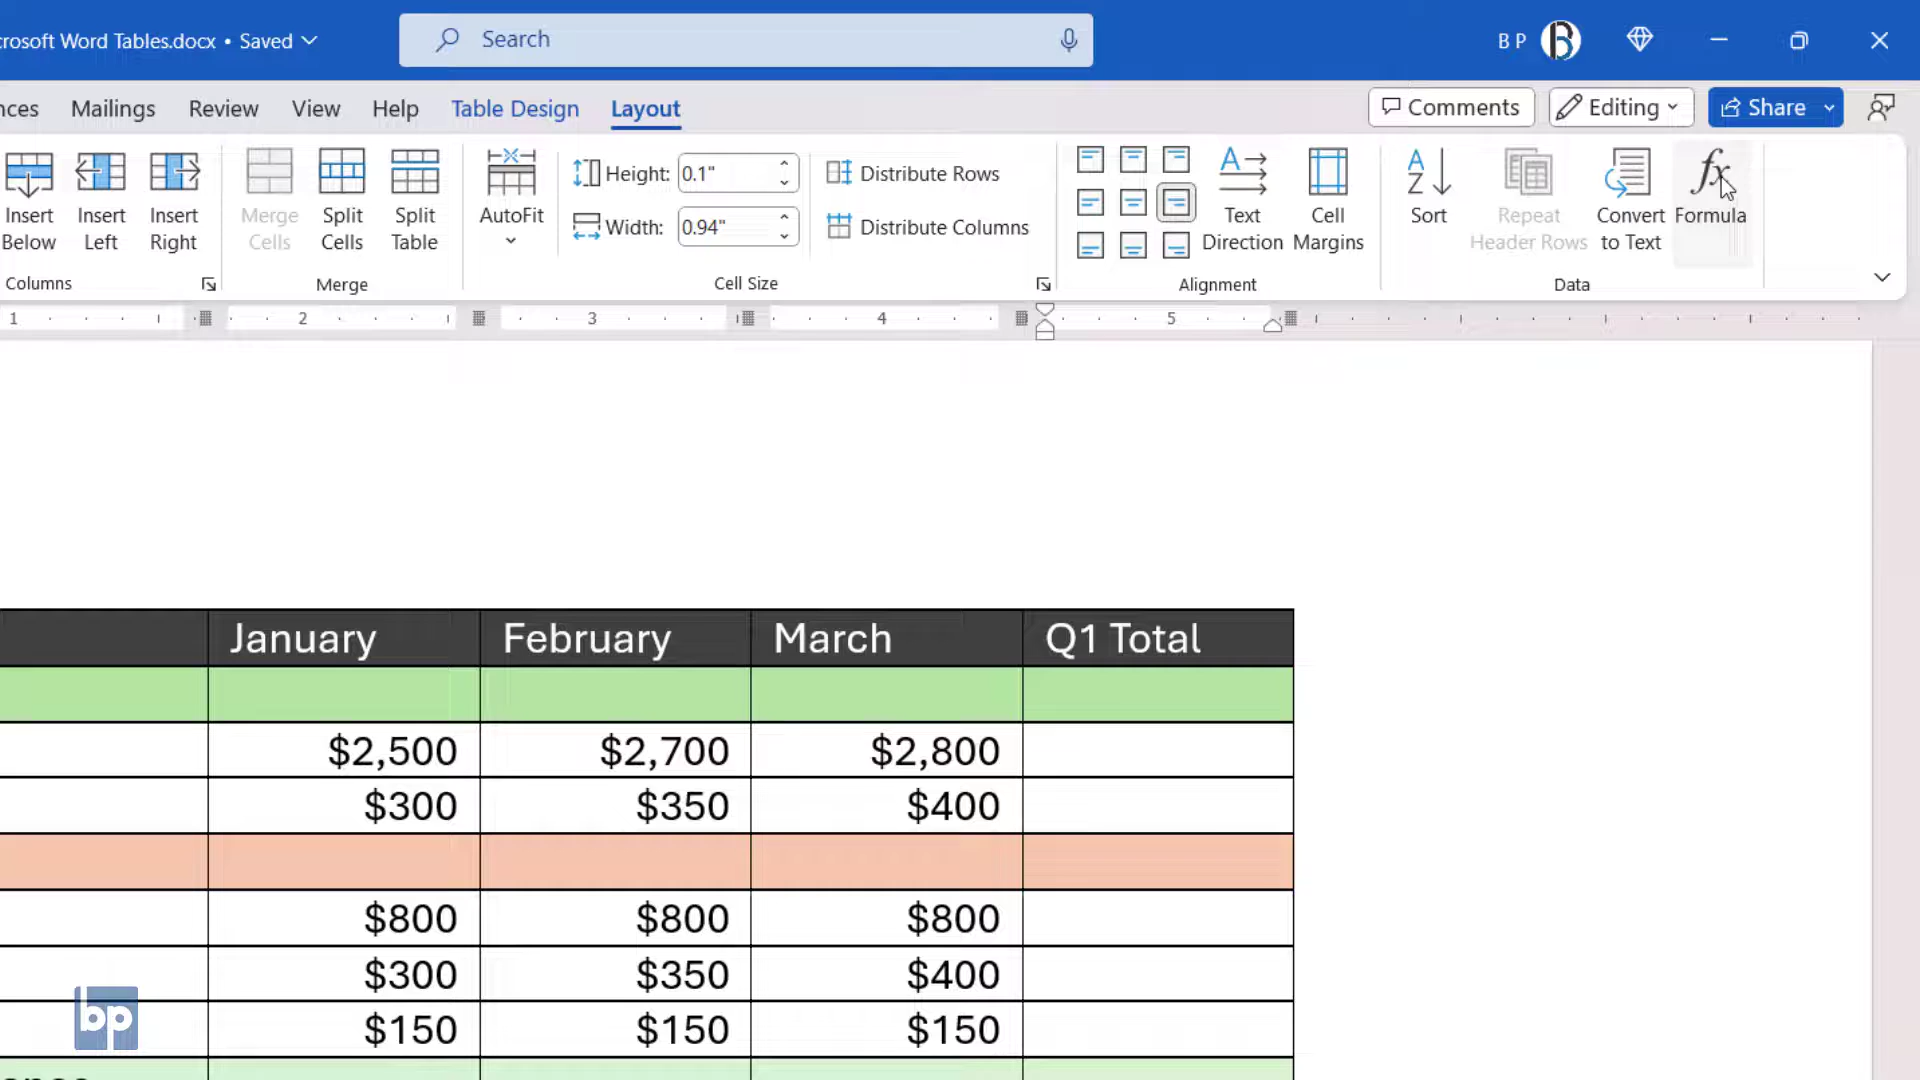 crosoft Word Tables.docx • Saved
Search
B P
nces
Mailings
Review
View
Help
Table Design
Layout
Comments
Editing
Share
Insert Below
Insert Left
Insert Right
Merge Cells
Split Cells
Split Table
AutoFit
Height: 0.1"
Width: 0.94"
Distribute Rows
Distribute Columns
Text Direction
Cell Margins
Sort
Repeat Header Rows
Convert to Text
Formula
Columns
Merge
Cell Size
Alignment
Data
1 2 3 4 5
January February March Q1 Total
$2,500 $2,700 $2,800
$300 $350 $400
$800 $800 $800
$300 $350 $400
$150 $150 $150
bp